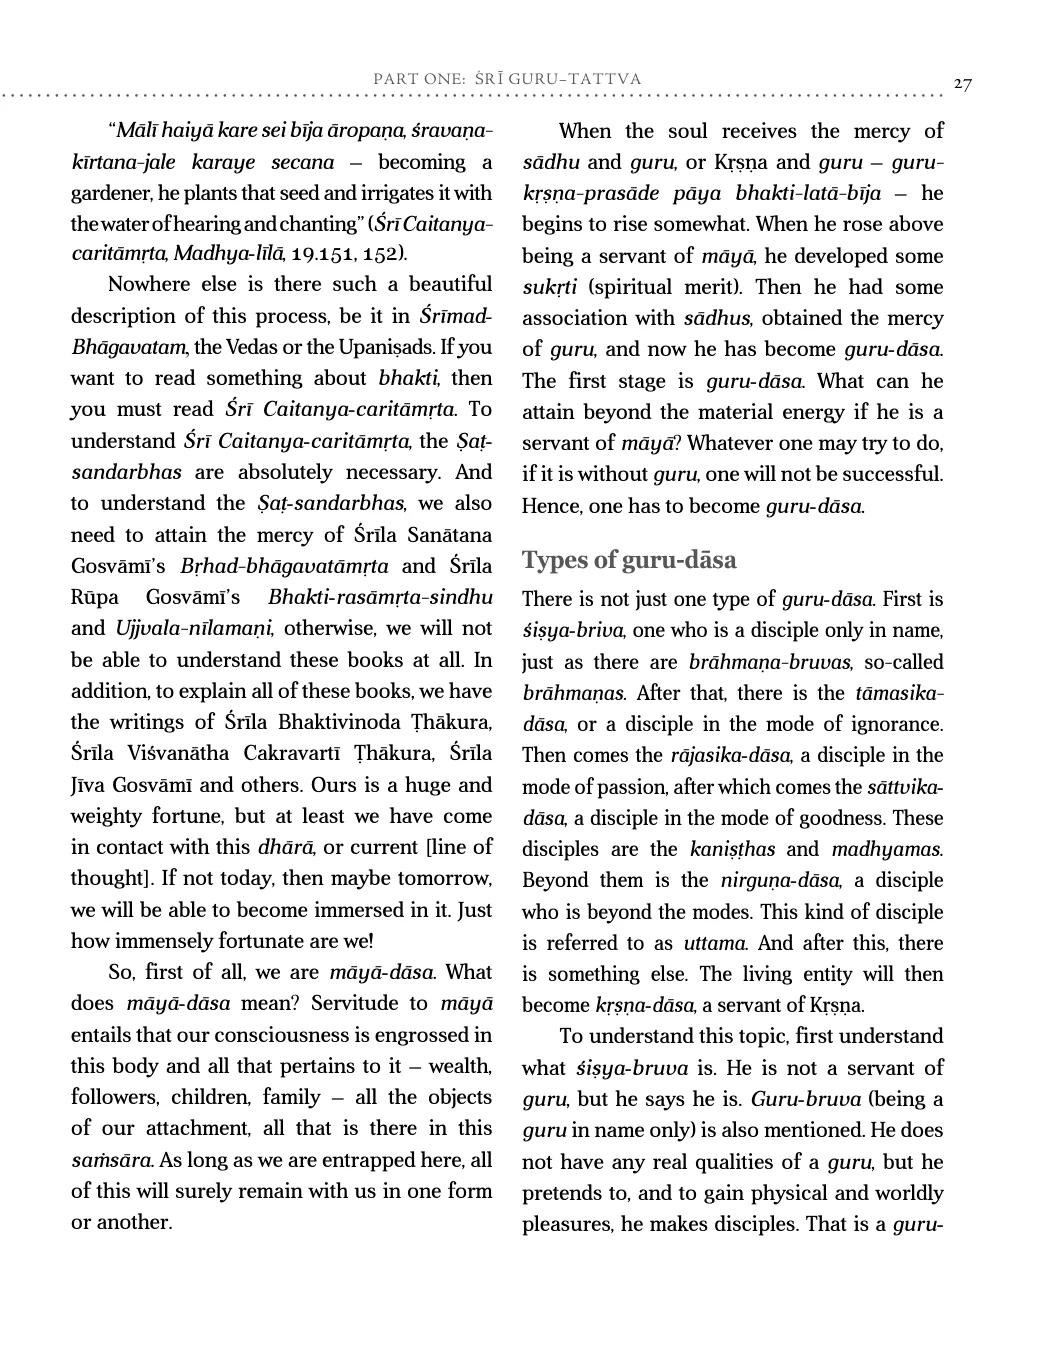 PART ONE: ŚRĪ GURU-TATTVA
27
“Mālī haiyā kare sei bīja āropaṇa, śravaṇa-
kīrtana-jale karaye secana – becoming a
gardener, he plants that seed and irrigates it with
the water of hearing and chanting” (Śrī Caitanya-
caritāmṛta, Madhya-līlā, 19.151, 152).
Nowhere else is there such a beautiful
description of this process, be it in Śrīmad-
Bhāgavatam, the Vedas or the Upaniṣads. If you
want to read something about bhakti, then
you must read Śrī Caitanya-caritāmṛta. To
understand Śrī Caitanya-caritāmṛta, the Ṣaṭ-
sandarbhas are absolutely necessary. And
to understand the Ṣaṭ-sandarbhas, we also
need to attain the mercy of Śrīla Sanātana
Gosvāmī’s Bṛhad-bhāgavatāmṛta and Śrīla
Rūpa Gosvāmī’s Bhakti-rasāmṛta-sindhu
and Ujjvala-nīlamaṇi, otherwise, we will not
be able to understand these books at all. In
addition, to explain all of these books, we have
the writings of Śrīla Bhaktivinoda Ṭhākura,
Śrīla Viśvanātha Cakravartī Ṭhākura, Śrīla
Jīva Gosvāmī and others. Ours is a huge and
weighty fortune, but at least we have come
in contact with this dhārā, or current [line of
thought]. If not today, then maybe tomorrow,
we will be able to become immersed in it. Just
how immensely fortunate are we!
So, first of all, we are māyā-dāsa. What
does māyā-dāsa mean? Servitude to māyā
entails that our consciousness is engrossed in
this body and all that pertains to it – wealth,
followers, children, family – all the objects
of our attachment, all that is there in this
saṁsāra. As long as we are entrapped here, all
of this will surely remain with us in one form
or another.
When the soul receives the mercy of
sādhu and guru, or Kṛṣṇa and guru – guru-
kṛṣṇa-prasāde pāya bhakti-latā-bīja – he
begins to rise somewhat. When he rose above
being a servant of māyā, he developed some
sukṛti (spiritual merit). Then he had some
association with sādhus, obtained the mercy
of guru, and now he has become guru-dāsa.
The first stage is guru-dāsa. What can he
attain beyond the material energy if he is a
servant of māyā? Whatever one may try to do,
if it is without guru, one will not be successful.
Hence, one has to become guru-dāsa.
Types of guru-dāsa
There is not just one type of guru-dāsa. First is
śiṣya-briva, one who is a disciple only in name,
just as there are brāhmaṇa-bruvas, so-called
brāhmaṇas. After that, there is the tāmasika-
dāsa, or a disciple in the mode of ignorance.
Then comes the rājasika-dāsa, a disciple in the
mode of passion, after which comes the sāttvika-
dāsa, a disciple in the mode of goodness. These
disciples are the kaniṣṭhas and madhyamas.
Beyond them is the nirguṇa-dāsa, a disciple
who is beyond the modes. This kind of disciple
is referred to as uttama. And after this, there
is something else. The living entity will then
become kṛṣṇa-dāsa, a servant of Kṛṣṇa.
To understand this topic, first understand
what śiṣya-bruva is. He is not a servant of
guru, but he says he is. Guru-bruva (being a
guru in name only) is also mentioned. He does
not have any real qualities of a guru, but he
pretends to, and to gain physical and worldly
pleasures, he makes disciples. That is a guru-